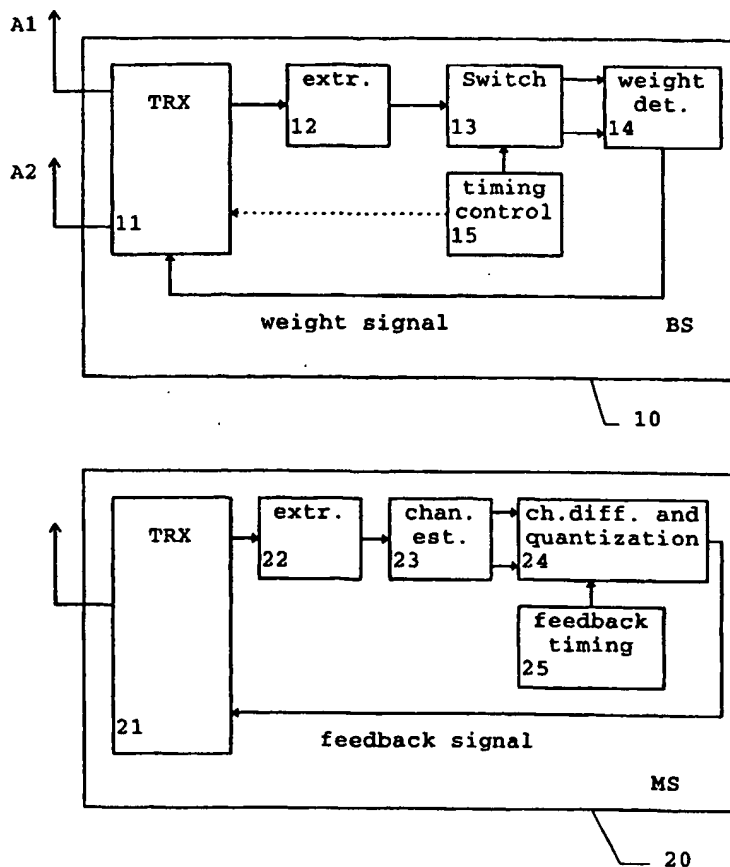 A1
TRX
extr.
12
Switch
13
weight
det.
14
A2
11
timing
control
15
weight signal
BS
10
TRX
extr.
22
chan.
est.
23
ch.diff. and
quantization
24
feedback
timing
25
21
feedback signal
MS
20